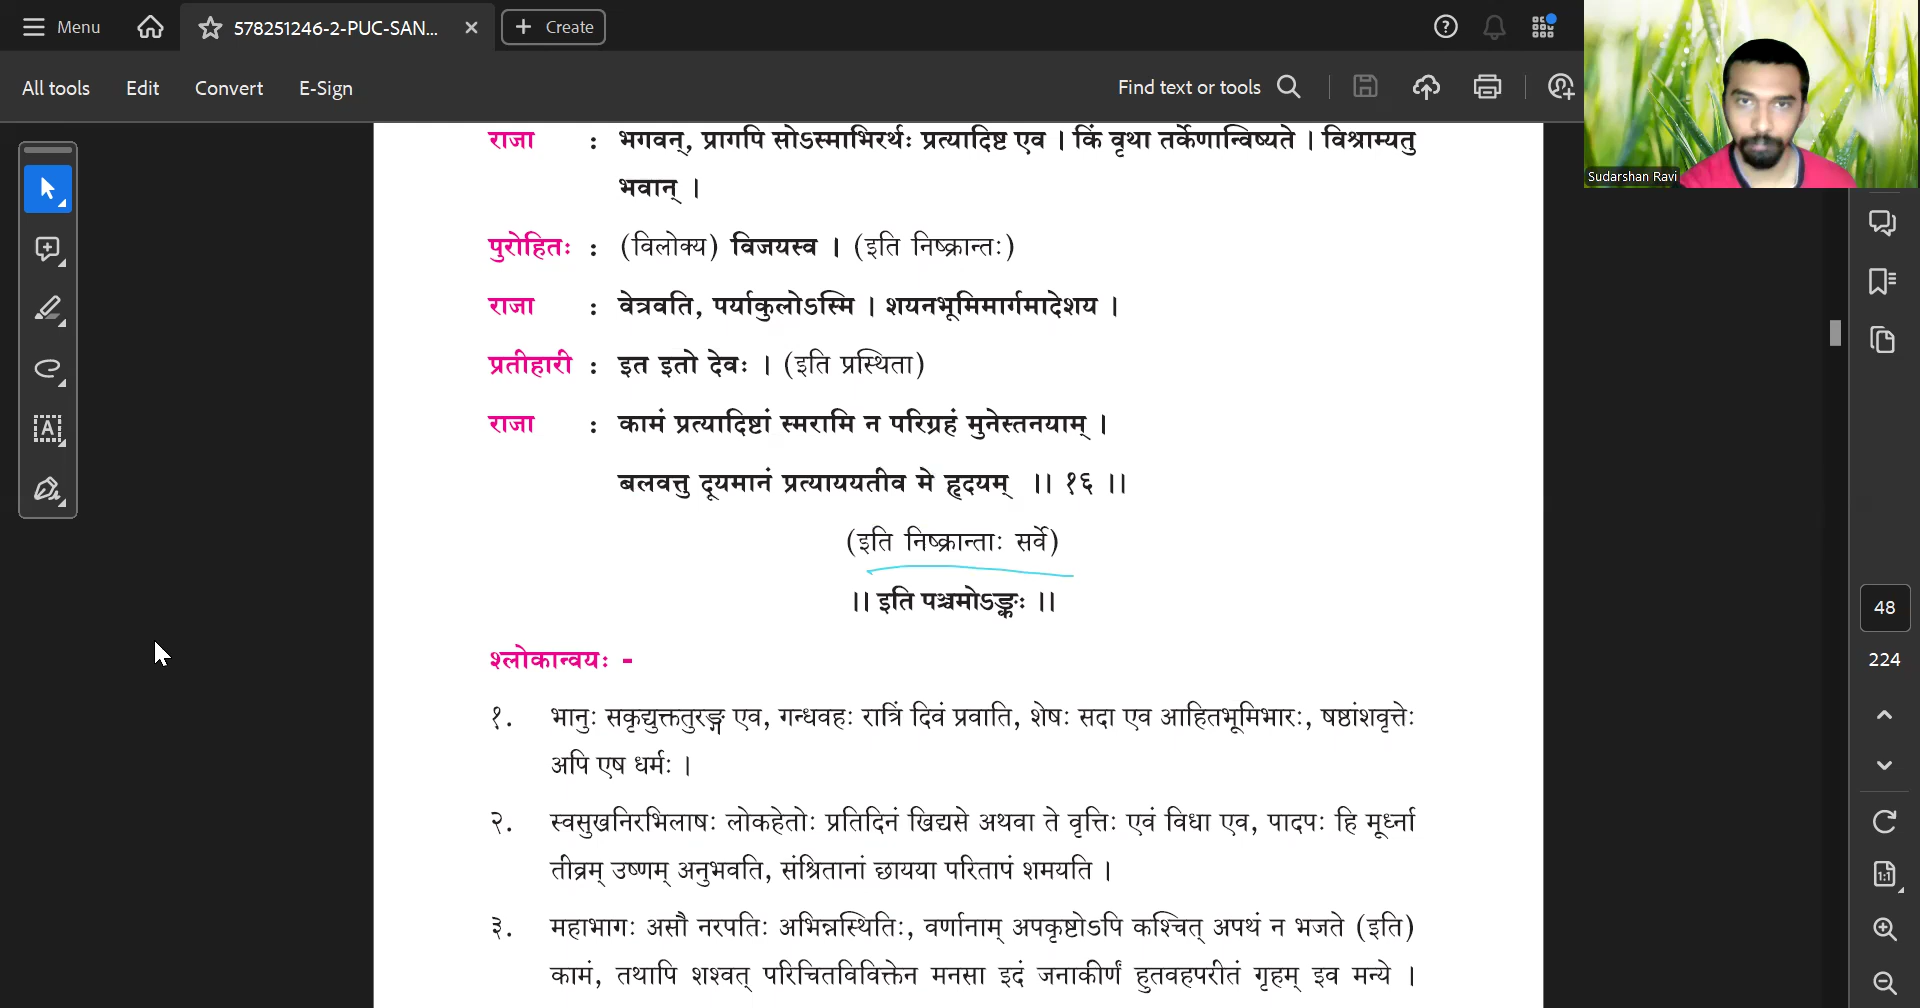 Menu
578251246-2-PUC-SAN...
Create
All tools Edit Convert E-Sign
Find text or tools
Sudarshan Ravi
राजा : भगवन्, प्रागपि सोऽस्माभिरर्थः प्रत्यादिष्ट एव । किं वृथा तर्केणान्विष्यते । विश्राम्यतु
भवान् ।
पुरोहितः : (विलोक्य) विजयस्व । (इति निष्क्रान्तः)
राजा : वेत्रवति, पर्याकुलोऽस्मि । शयनभूमिमार्गमादेशय ।
प्रतीहारी : इत इतो देवः । (इति प्रस्थिता)
राजा : कामं प्रत्यादिष्टां स्मरामि न परिग्रहं मुनेस्तनयाम् ।
बलवत्तु दूयमानं प्रत्याययतीव मे हृदयम् ।। १६ ।।
(इति निष्क्रान्ताः सर्वे)
।। इति पञ्चमोऽङ्कः ।।
श्लोकान्वयः -
१. भानुः सकृद्युक्ततुरङ्ग एव, गन्धवहः रात्रिं दिवं प्रवाति, शेषः सदा एव आहितभूमिभारः, षष्ठांशवृत्तेः
अपि एष धर्मः ।
२. स्वसुखनिरभिलाषः लोकहेतोः प्रतिदिनं खिद्यसे अथवा ते वृत्तिः एवं विधा एव, पादपः हि मूर्ध्ना
तीव्रम् उष्णम् अनुभवति, संश्रितानां छायया परितापं शमयति ।
३. महाभागः असौ नरपतिः अभिन्नस्थितिः, वर्णानाम् अपकृष्टोऽपि कश्चित् अपथं न भजते (इति)
कामं, तथापि शश्वत् परिचितविविक्तेन मनसा इदं जनाकीर्णं हुतवहपरीतं गृहम् इव मन्ये ।
48
224